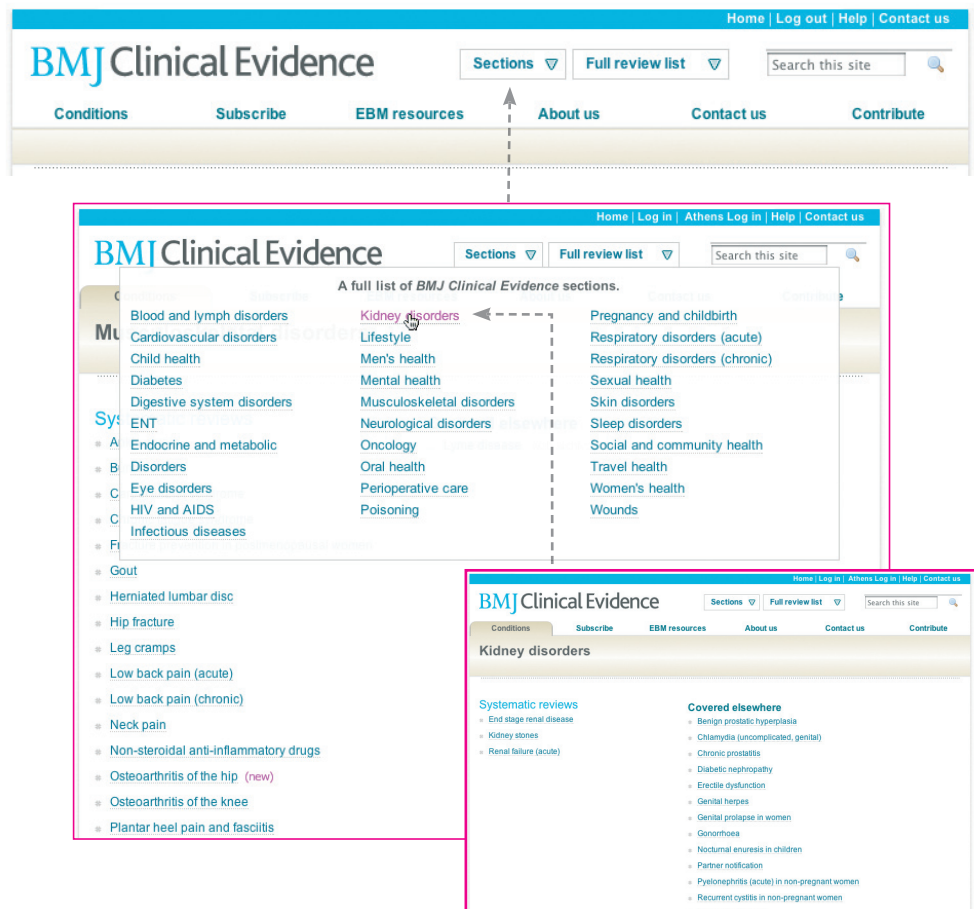 Home | Log out | Help | Contact us
BMJ Clinical Evidence
Sections
Full review list
Search this site
Conditions
Subscribe
EBM resources
About us
Contact us
Contribute
Home | Log in | Athens Log in | Help | Contact us
BMJ Clinical Evidence
Sections
Full review list
Search this site
A full list of BMJ Clinical Evidence sections.
Blood and lymph disorders
Cardiovascular disorders
Child health
Diabetes
Digestive system disorders
ENT
Endocrine and metabolic
Disorders
Eye disorders
HIV and AIDS
Infectious diseases
Kidney disorders
Lifestyle
Men's health
Mental health
Musculoskeletal disorders
Neurological disorders
Oncology
Oral health
Perioperative care
Poisoning
Pregnancy and childbirth
Respiratory disorders (acute)
Respiratory disorders (chronic)
Sexual health
Skin disorders
Sleep disorders
Social and community health
Travel health
Women's health
Wounds
Gout
Herniated lumbar disc
Hip fracture
Leg cramps
Low back pain (acute)
Low back pain (chronic)
Neck pain
Non-steroidal anti-inflammatory drugs
Osteoarthritis of the hip (new)
Osteoarthritis of the knee
Plantar heel pain and fasciitis
Home | Log in | Athens Log in | Help | Contact us
BMJ Clinical Evidence
Sections
Full review list
Search this site
Conditions
Subscribe
EBM resources
About us
Contact us
Contribute
Kidney disorders
Systematic reviews
End stage renal disease
Kidney stones
Renal failure (acute)
Covered elsewhere
Benign prostatic hyperplasia
Chlamydia (uncomplicated, genital)
Chronic prostatitis
Diabetic nephropathy
Erectile dysfunction
Genital herpes
Genital prolapse in women
Gonorrhoea
Nocturnal enuresis in children
Partner notification
Pyelonephritis (acute) in non-pregnant women
Recurrent cystitis in non-pregnant women